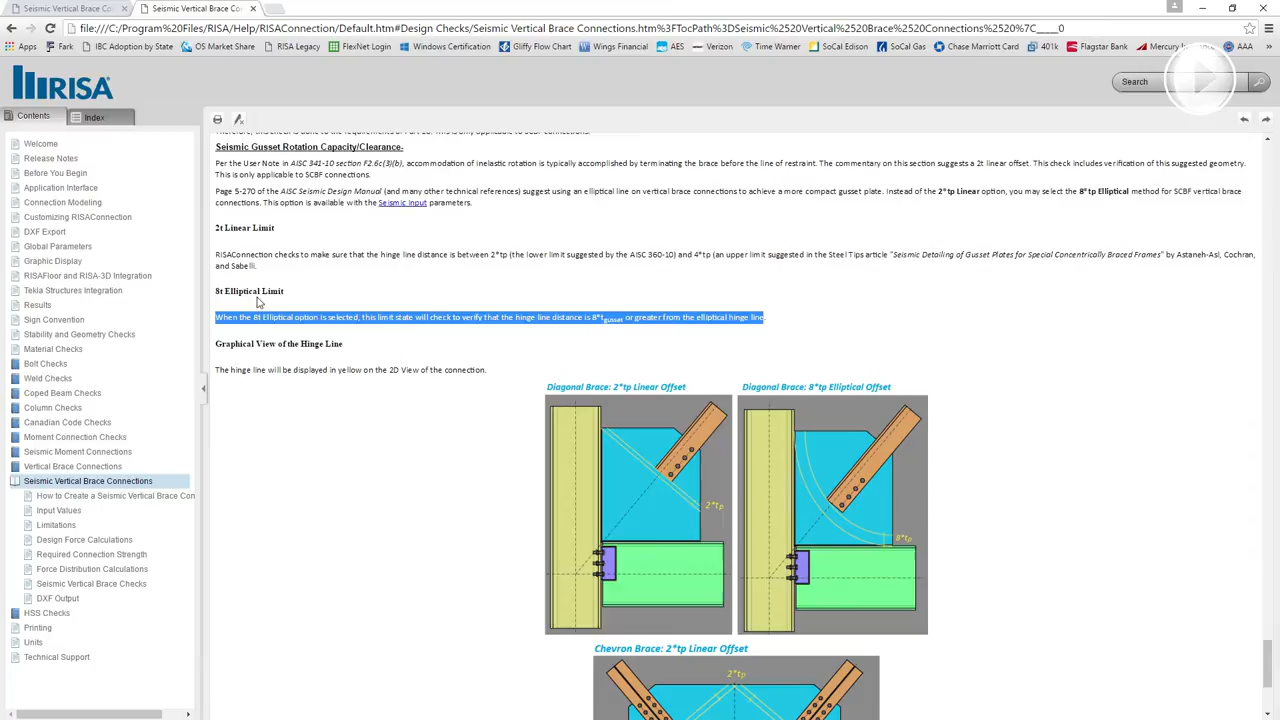 Seismic Vertical Brace Co
Seismic Vertical Brace Co
file:///C:/Program%20Files/RISA/Help/RISAConnection/Default.htm#Design Checks/Seismic Vertical Brace Connections.htm%3FTocPath%3DSeismic%2520Vertical%2520Brace%2520Connections%2520%7C____0
Apps
Fark
IBC Adoption by State
OS Market Share
RISA Legacy
FlexNet Login
Windows Certification
Gliffy Flow Chart
Wings Financial
AES
Verizon
Time Warner
SoCal Edison
SoCal Gas
Chase Marriott Card
401k
Flagstar Bank
Mercury
AAA
»
RISA
Search
Contents
Index
Welcome
Release Notes
Before You Begin
Application Interface
Connection Modeling
Customizing RISAConnection
DXF Export
Global Parameters
Graphic Display
RISAFloor and RISA-3D Integration
Tekla Structures Integration
Results
Sign Convention
Stability and Geometry Checks
Material Checks
Bolt Checks
Weld Checks
Coped Beam Checks
Column Checks
Canadian Code Checks
Moment Connection Checks
Seismic Moment Connections
Vertical Brace Connections
Seismic Vertical Brace Connections
How to Create a Seismic Vertical Brace Con
Input Values
Limitations
Design Force Calculations
Required Connection Strength
Force Distribution Calculations
Seismic Vertical Brace Checks
DXF Output
HSS Checks
Printing
Units
Technical Support
Seismic Gusset Rotation Capacity/Clearance-
Per the User Note in AISC 341-10 section F2.6c(3)(b), accommodation of inelastic rotation is typically accomplished by terminating the brace before the line of restraint. The commentary on this section suggests a 2t linear offset. This check includes verification of this suggested geometry.
This is only applicable to SCBF connections.
Page 5-270 of the AISC Seismic Design Manual (and many other technical references) suggest using an elliptical line on vertical brace connections to achieve a more compact gusset plate. Instead of the 2*tp Linear option, you may select the 8*tp Elliptical method for SCBF vertical brace
connections. This option is available with the Seismic Input parameters.
2t Linear Limit
RISAConnection checks to make sure that the hinge line distance is between 2*tp (the lower limit suggested by the AISC 360-10) and 4*tp (an upper limit suggested in the Steel Tips article "Seismic Detailing of Gusset Plates for Special Concentrically Braced Frames" by Astaneh-Asl, Cochran,
and Sabelli.
8t Elliptical Limit
When the 8t Elliptical option is selected, this limit state will check to verify that the hinge line distance is 8*tgusset or greater from the elliptical hinge line.
Graphical View of the Hinge Line
The hinge line will be displayed in yellow on the 2D View of the connection.
Diagonal Brace: 2*tp Linear Offset
Diagonal Brace: 8*tp Elliptical Offset
2*tp
8*tp
Chevron Brace: 2*tp Linear Offset
2*tp